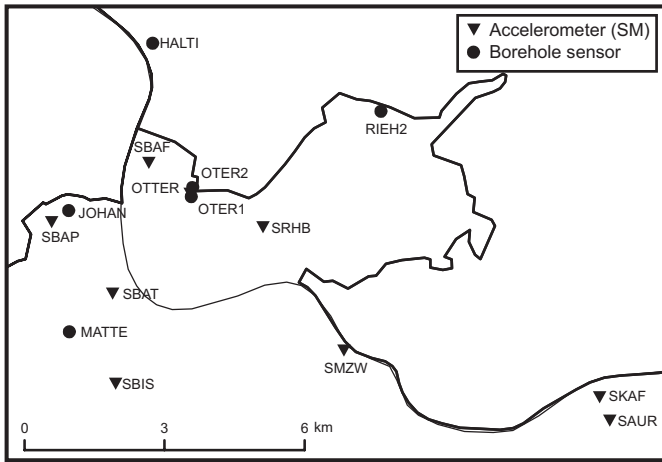 Accelerometer (SM)
Borehole sensor
HALTI
RIEH2
SBAF
OTER2
OTTER
OTER1
JOHAN
SBAP
SRHB
SBAT
MATTE
SMZW
SBIS
SKAF
SAUR
0 3 6 km